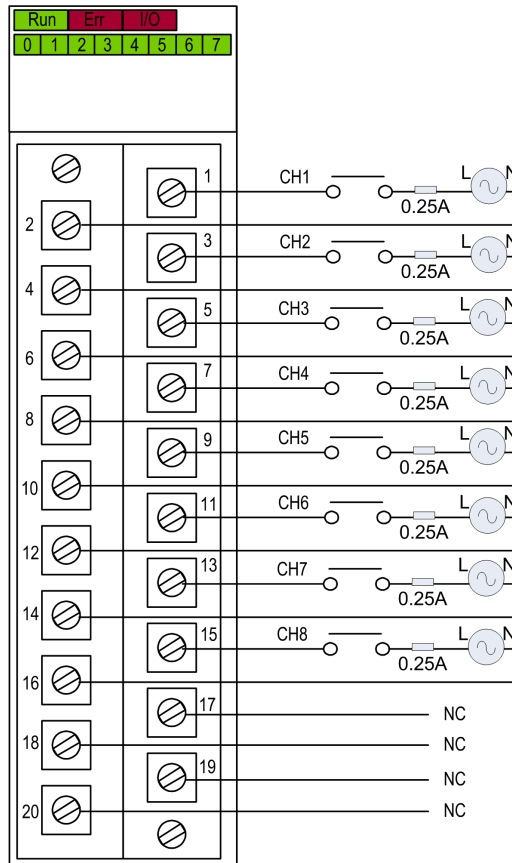 Run Err I/O
0 1 2 3 4 5 6 7
1 CH1 L N
0.25A
2
3 CH2 L N
0.25A
4
5 CH3 L N
0.25A
6
7 CH4 L N
0.25A
8
9 CH5 L N
0.25A
10
11 CH6 L N
0.25A
12
13 CH7 L N
0.25A
14
15 CH8 L N
0.25A
16
17 NC
18 NC
19 NC
20 NC